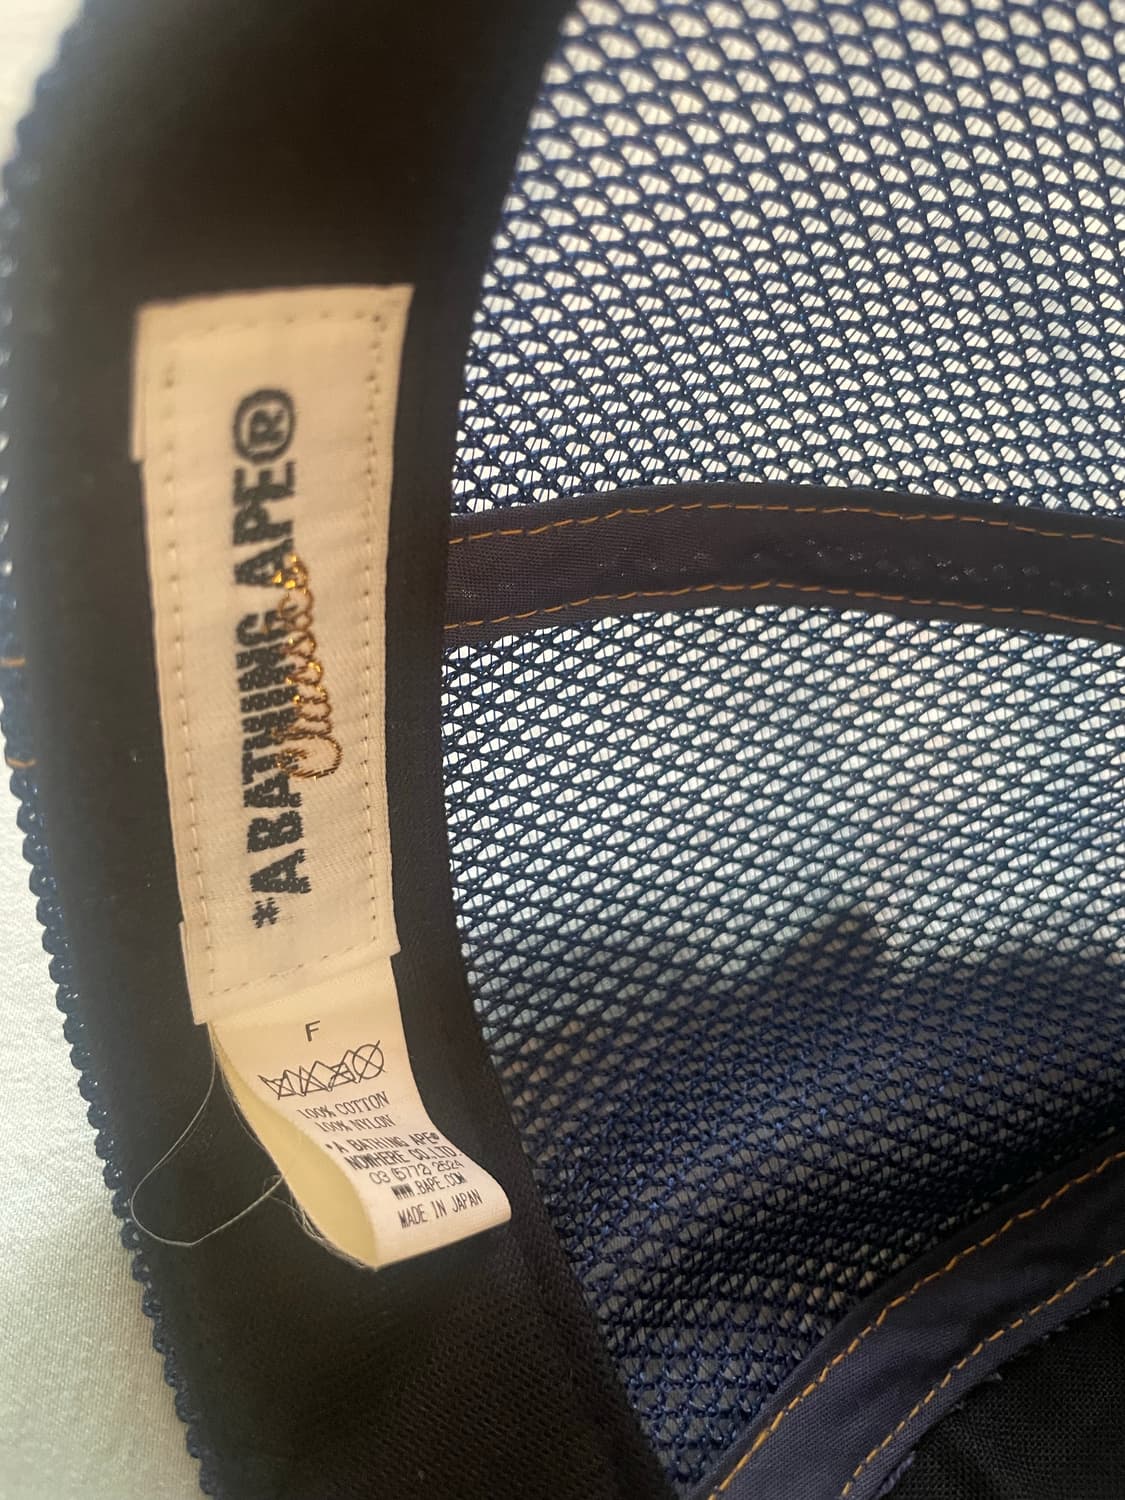 *A BATHING APE®
Classics
F
100% COTTON
100% NYLON
*A BATHING APE®
NOWHERE CO.,LTD.
03 (5772) 2524
WWW.BAPE.COM
MADE IN JAPAN